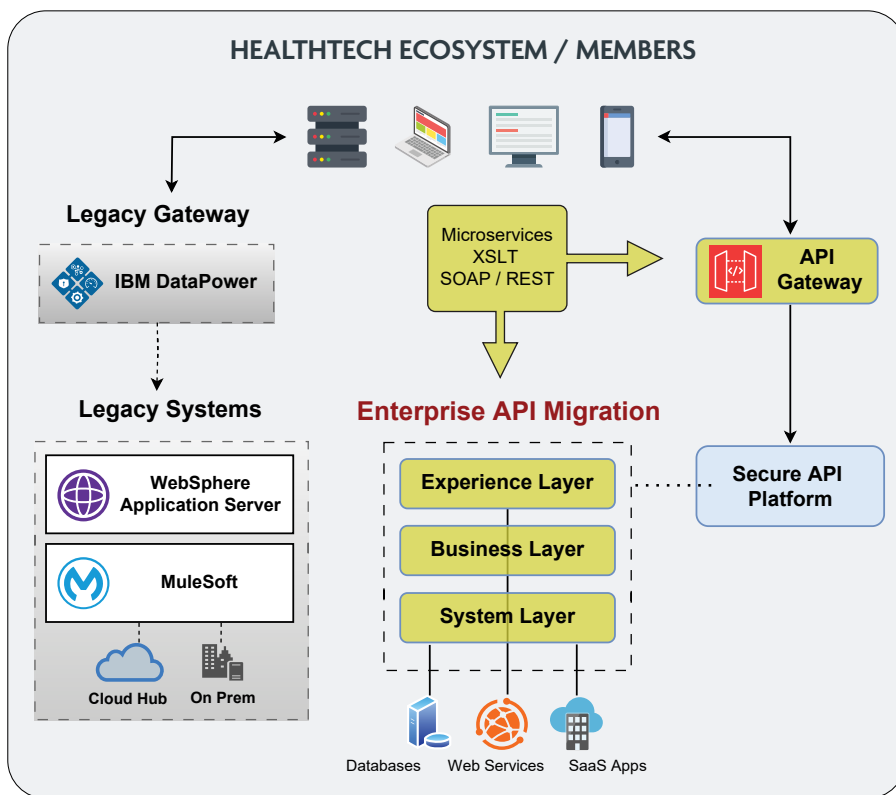 HEALTHTECH ECOSYSTEM / MEMBERS
Legacy Gateway
IBM DataPower
Microservices
XSLT
SOAP / REST
API
Gateway
Legacy Systems
WebSphere
Application Server
MuleSoft
Cloud Hub
On Prem
Enterprise API Migration
Experience Layer
Business Layer
System Layer
Secure API
Platform
Databases
Web Services
SaaS Apps